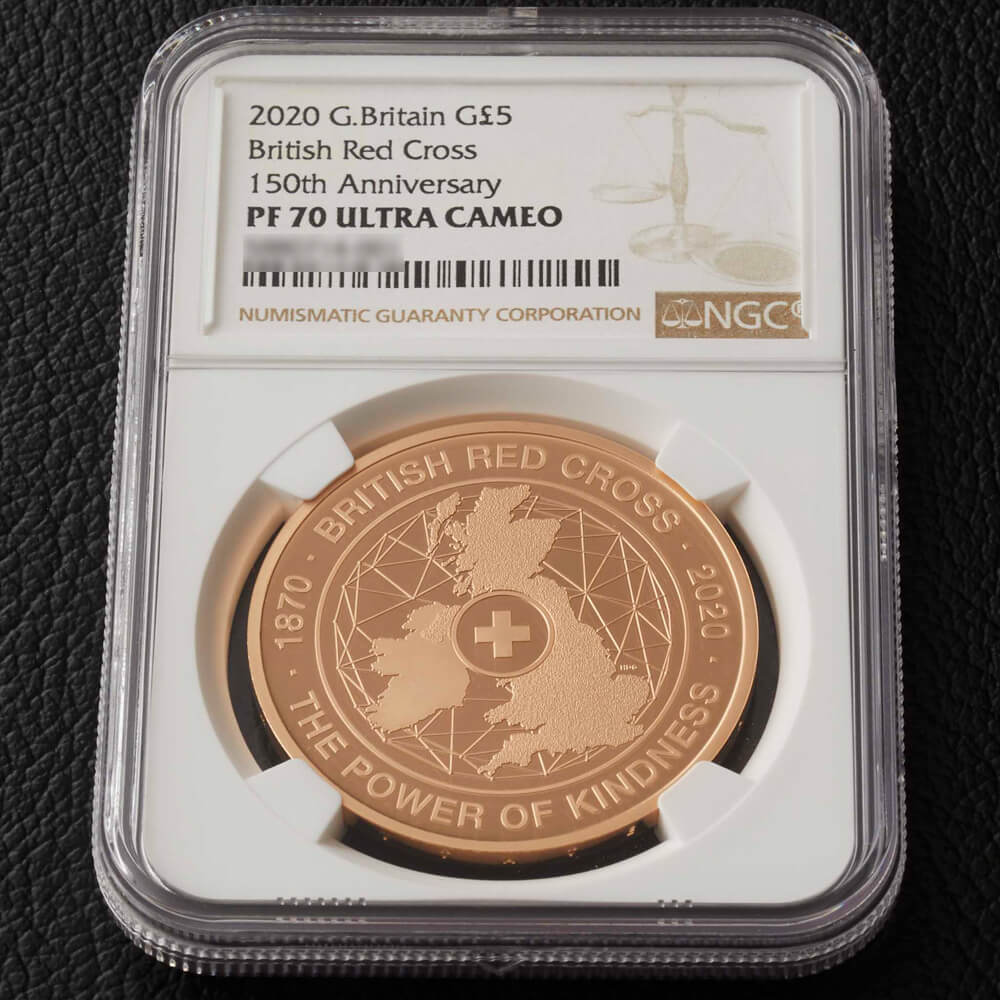 2020 G.Britain G£5
British Red Cross
150th Anniversary
PF 70 ULTRA CAMEO
NUMISMATIC GUARANTY CORPORATION
NGC®
1870 · BRITISH RED CROSS · 2020 ·
THE POWER OF KINDNESS